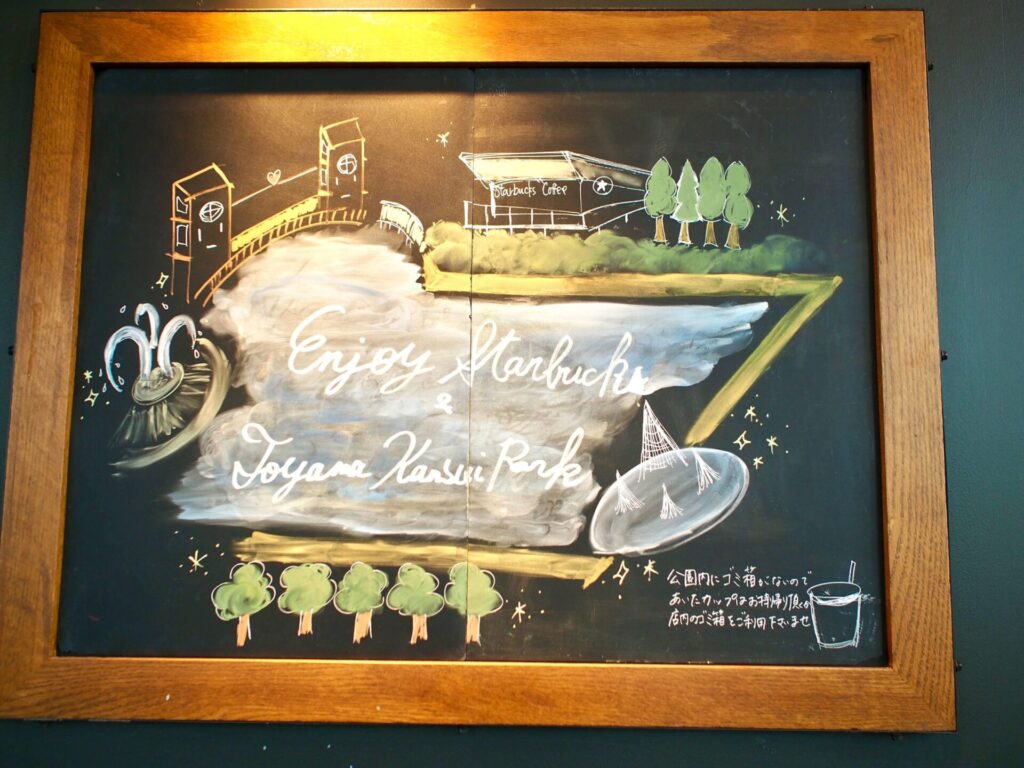 Starbucks Coffee
Enjoy Starbucks
&
Toyama Kansui Park
公園内にゴミ箱がないので
あいたカップはお持帰り頂くか
店内のゴミ箱をご利用下さいませ